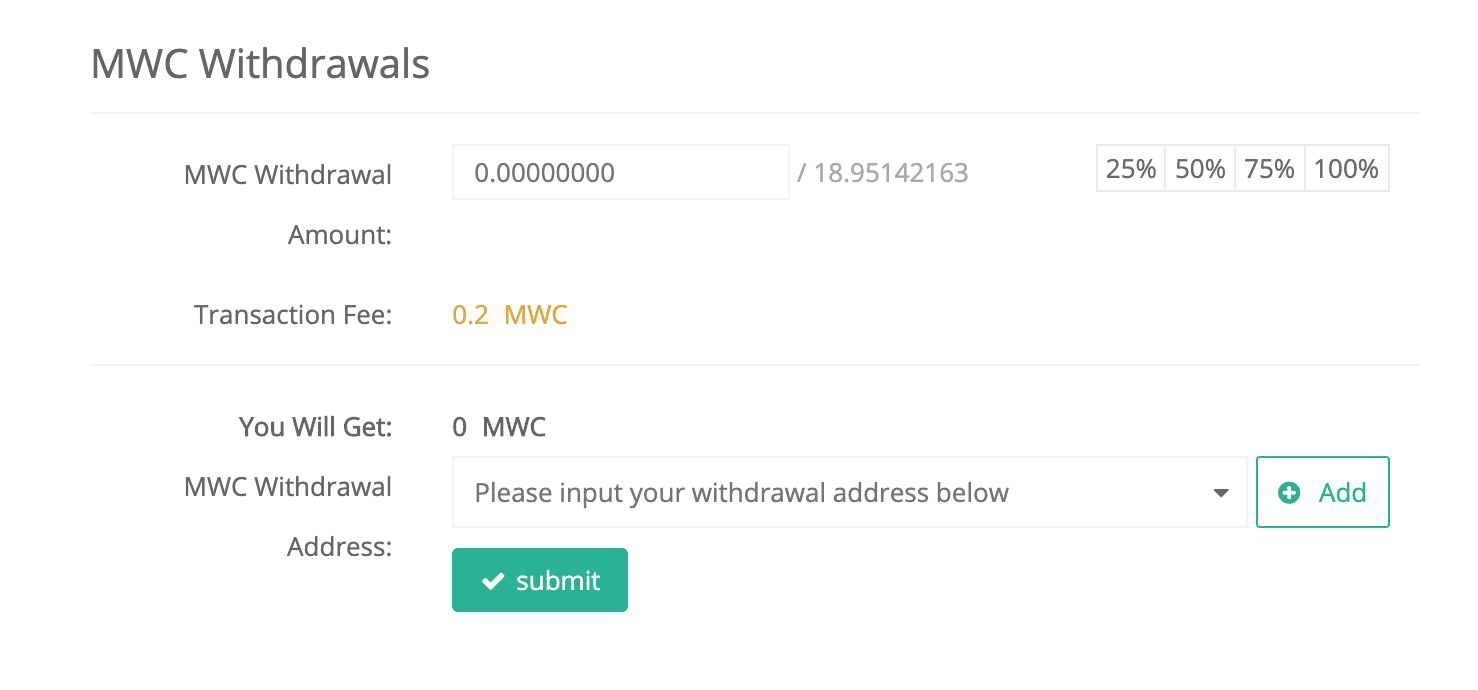 MWC Withdrawals
MWC Withdrawal Amount:
0.00000000 / 18.95142163 25% 50% 75% 100%
Transaction Fee: 0.2 MWC
You Will Get: 0 MWC
MWC Withdrawal Address:
Please input your withdrawal address below Add
submit